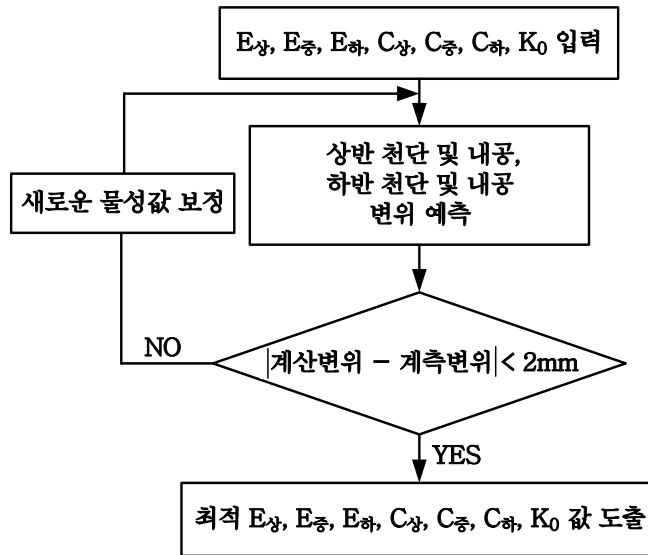 E상, E중, E하, C상, C중, C하, K0 입력
상반 천단 및 내공,
하반 천단 및 내공
변위 예측
새로운 물성값 보정
NO
|계산변위 − 계측변위| < 2mm
YES
최적 E상, E중, E하, C상, C중, C하, K0 값 도출